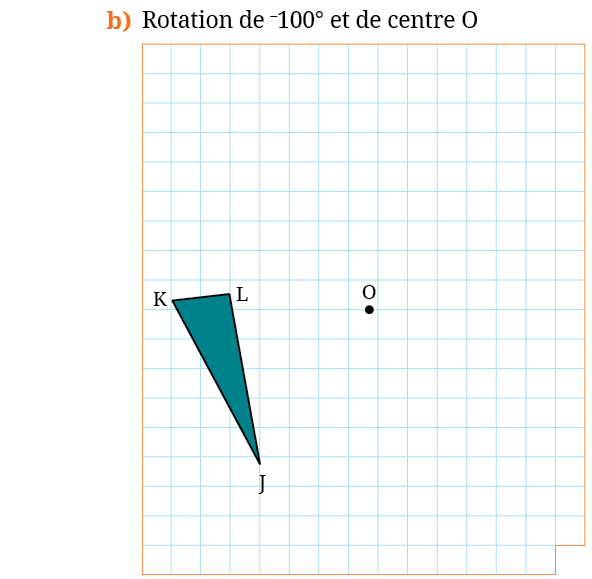 b) Rotation de ⁻100° et de centre O
O
K L
J